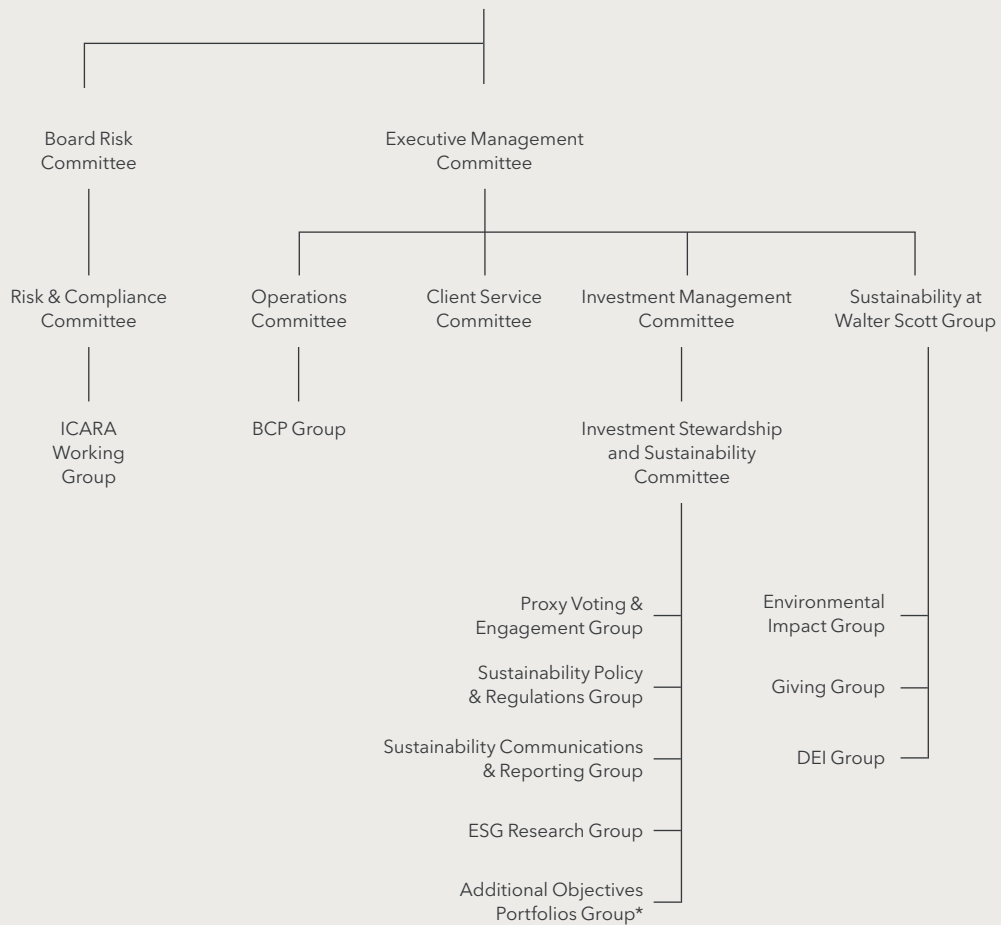 Board Risk
Committee
Executive Management
Committee
Risk & Compliance
Committee
Operations
Committee
Client Service
Committee
Investment Management
Committee
Sustainability at
Walter Scott Group
ICARA
Working
Group
BCP Group
Investment Stewardship
and Sustainability
Committee
Proxy Voting &
Engagement Group
Sustainability Policy
& Regulations Group
Sustainability Communications
& Reporting Group
ESG Research Group
Additional Objectives
Portfolios Group*
Environmental
Impact Group
Giving Group
DEI Group